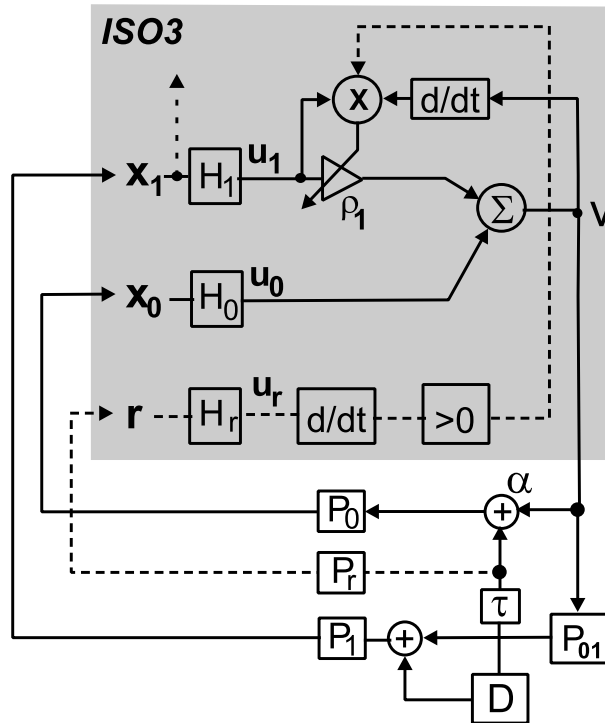 ISO3
x d/dt
x₁ H₁ u₁ ρ₁ Σ v
x₀ H₀ u₀
r Hᵣ uᵣ d/dt >0
P₀ + α
Pᵣ
τ
P₁ + P₀₁
D